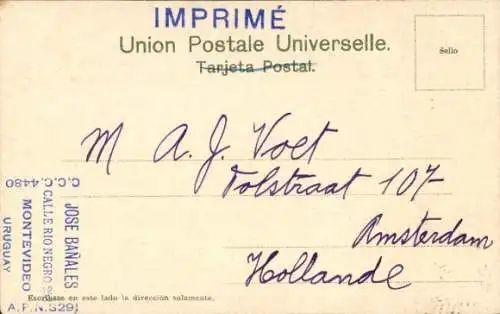 IMPRIMÉ
Union Postale Universelle.
Tarjeta Postal.
Sello
M A. J. Voet
Tolstraat 107
Amsterdam
Hollande
JOSE BAÑALES
CALLE RIO NEGRO
MONTEVIDEO
URUGUAY
C.C.C. 4480
A.P.N.S291
Escríbase en este lado la dirección solamente.